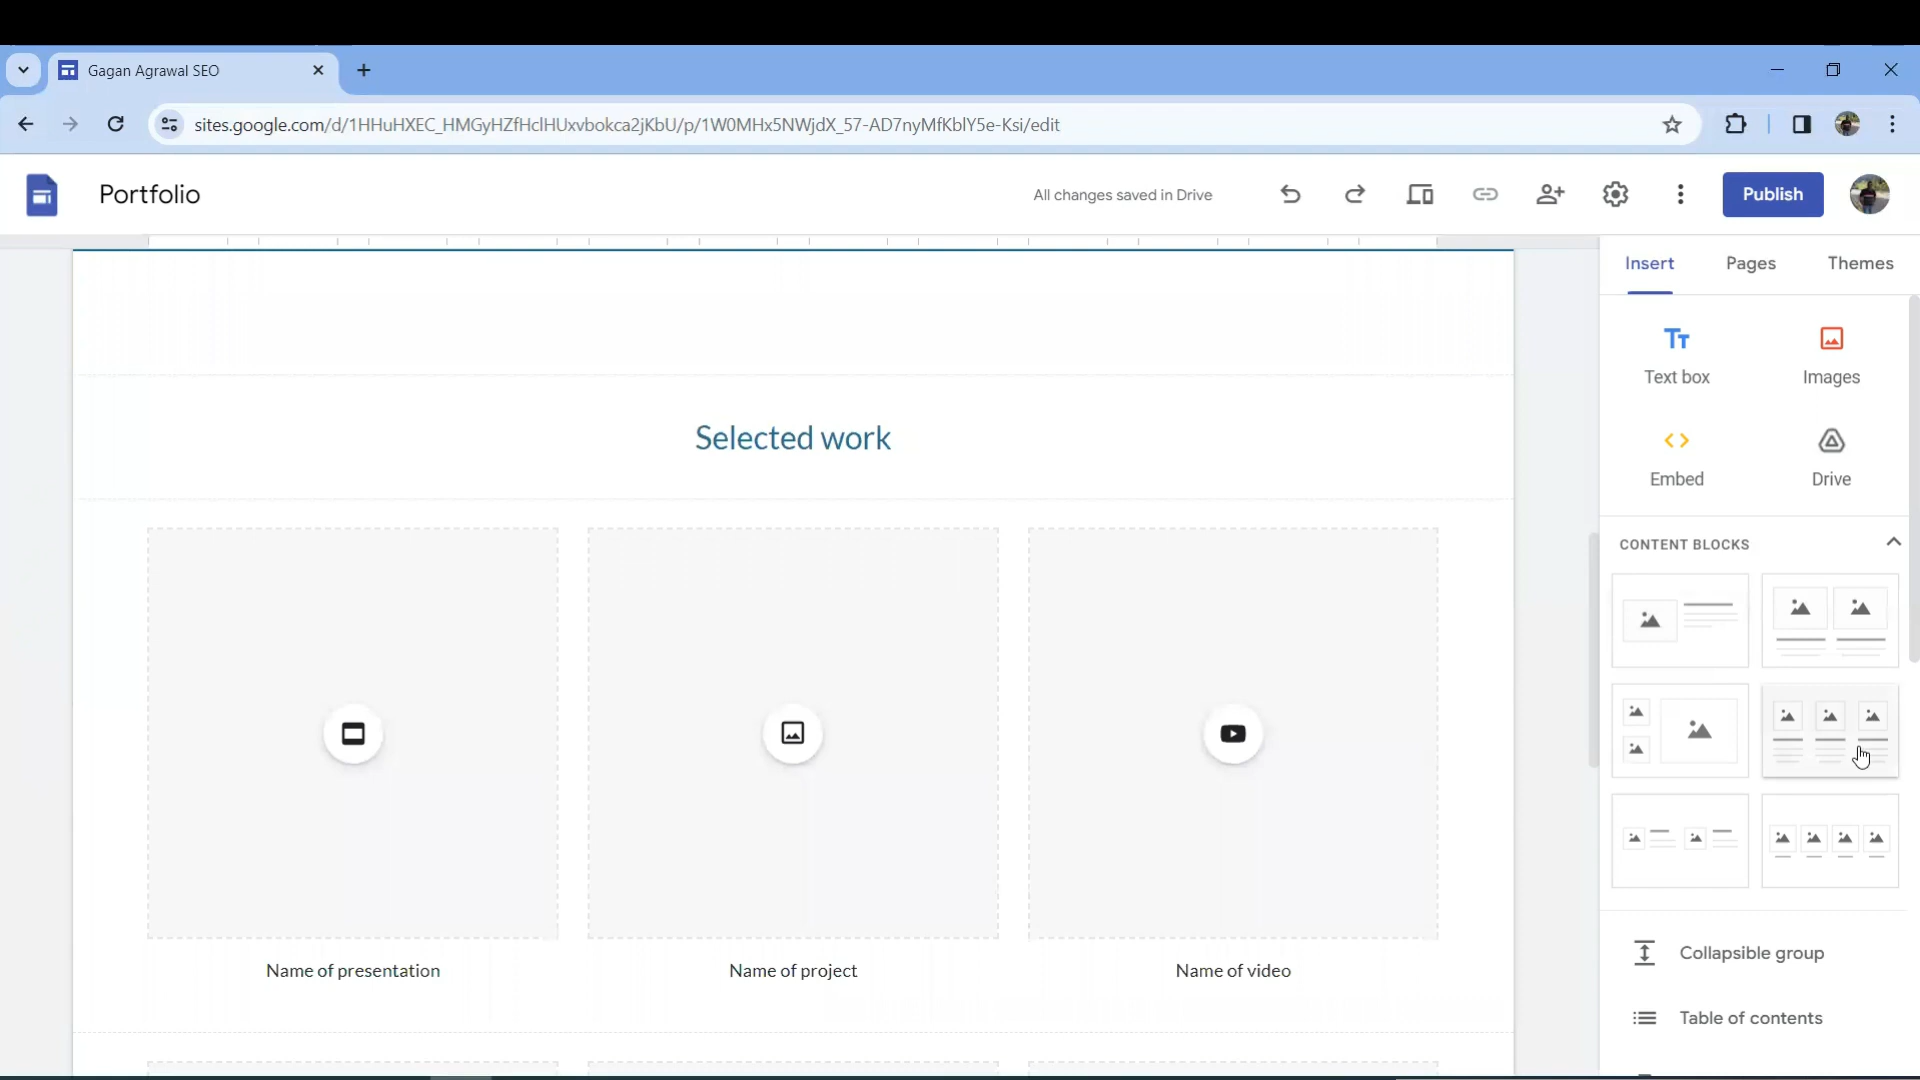 Gagan Agrawal SEO
sites.google.com/d/1HHuHXEC_HMGyHZfHclHUxvbokca2jKbU/p/1W0MHx5NWjdX_57-AD7nyMfKblY5e-Ksi/edit
Portfolio
All changes saved in Drive
Publish
Insert
Pages
Themes
Text box
Images
Embed
Drive
CONTENT BLOCKS
Selected work
Name of presentation
Name of project
Name of video
Collapsible group
Table of contents